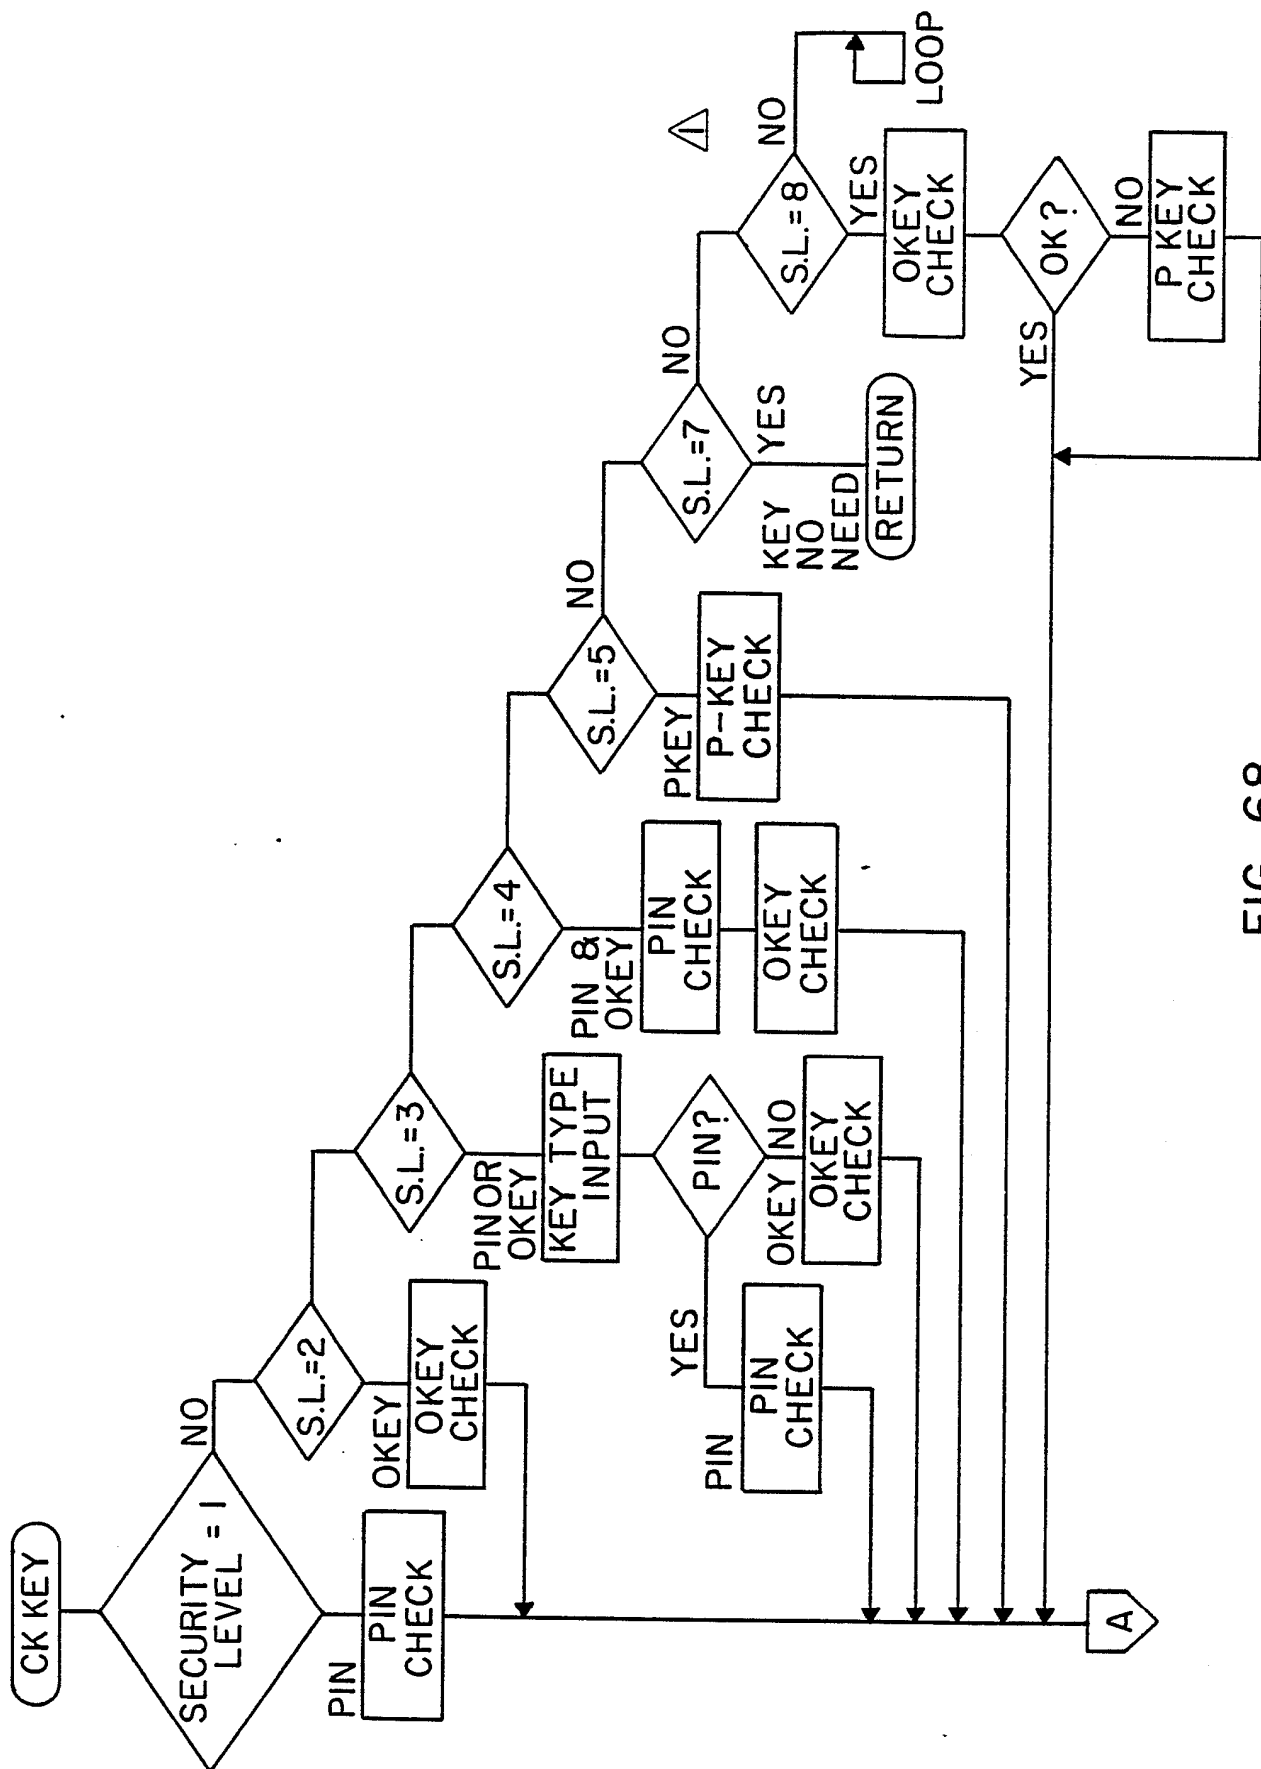 CK KEY
SECURITY
LEVEL = 1
NO
PIN
PIN
CHECK
S.L.=2
OKEY
OKEY
CHECK
S.L.=3
PIN OR
OKEY
KEY TYPE
INPUT
PIN?
YES
PIN
PIN
CHECK
NO
OKEY
OKEY
CHECK
S.L.=4
PIN &
OKEY
PIN
CHECK
OKEY
CHECK
S.L.=5
NO
PKEY
P-KEY
CHECK
S.L.=7
NO
YES
KEY
NO
NEED
RETURN
S.L.=8
NO
LOOP
1
YES
OKEY
CHECK
OK?
YES
NO
P KEY
CHECK
A
FIG. 68